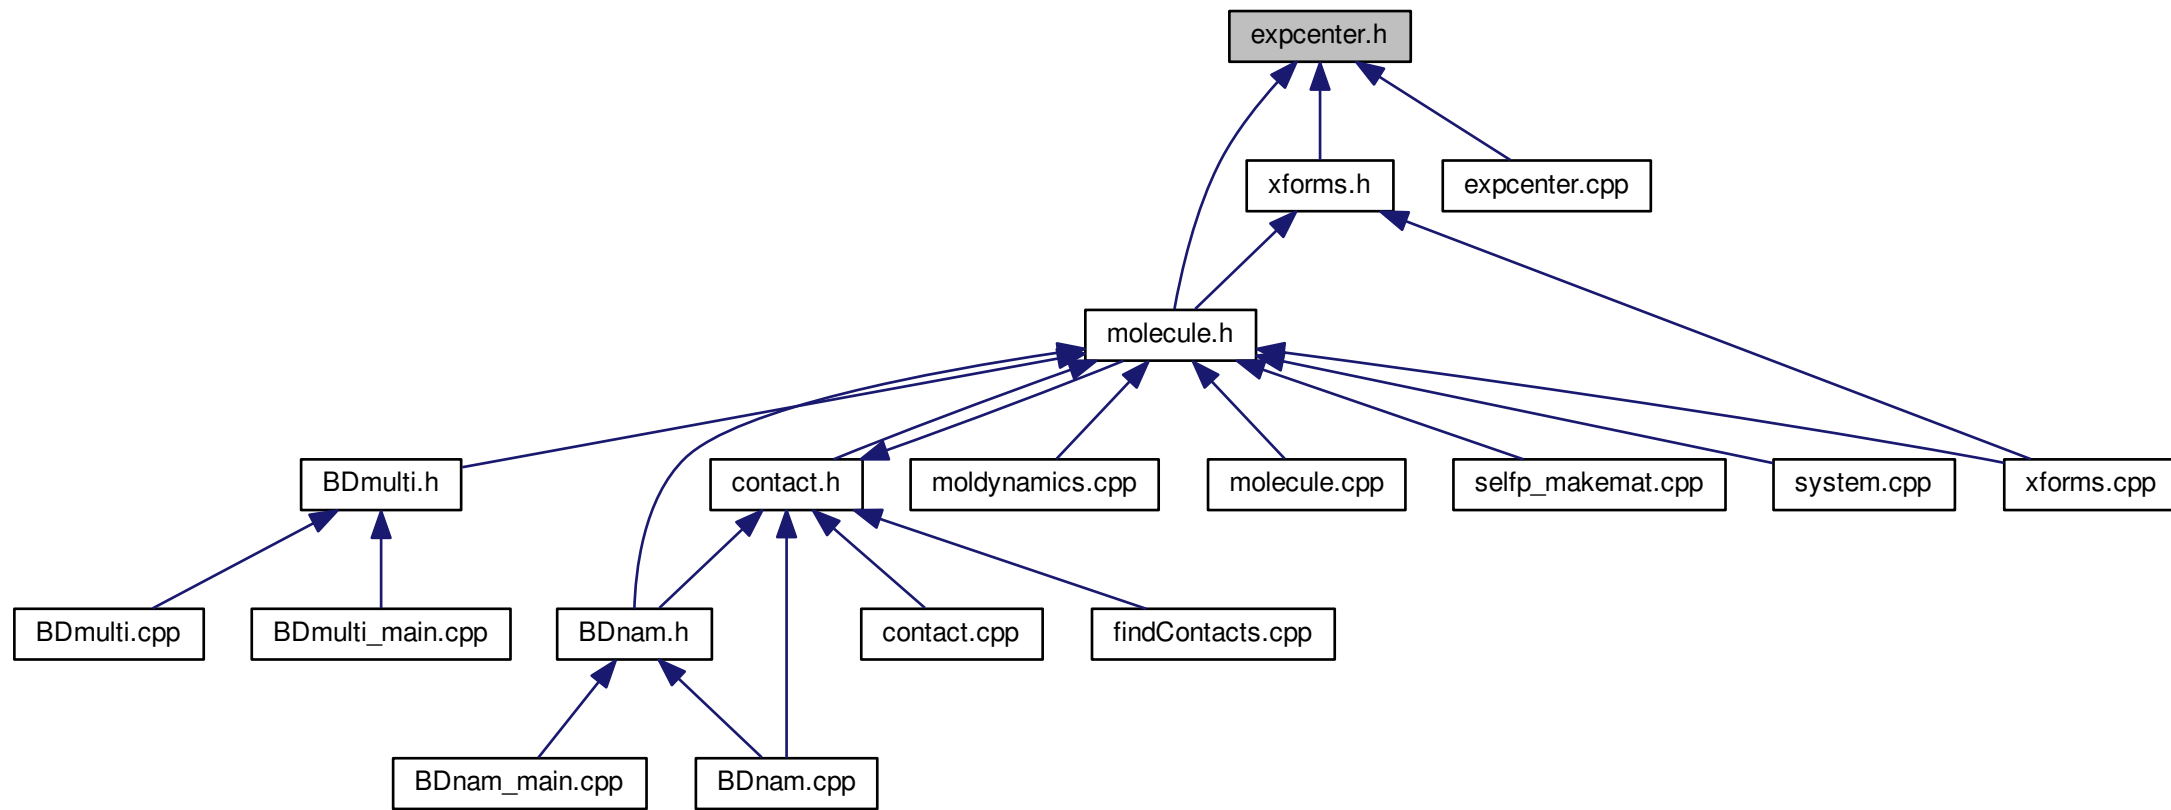 expcenter.h
xforms.h
expcenter.cpp
molecule.h
BDmulti.h
contact.h
moldynamics.cpp
molecule.cpp
selfp_makemat.cpp
system.cpp
xforms.cpp
BDmulti.cpp
BDmulti_main.cpp
BDnam.h
contact.cpp
findContacts.cpp
BDnam_main.cpp
BDnam.cpp